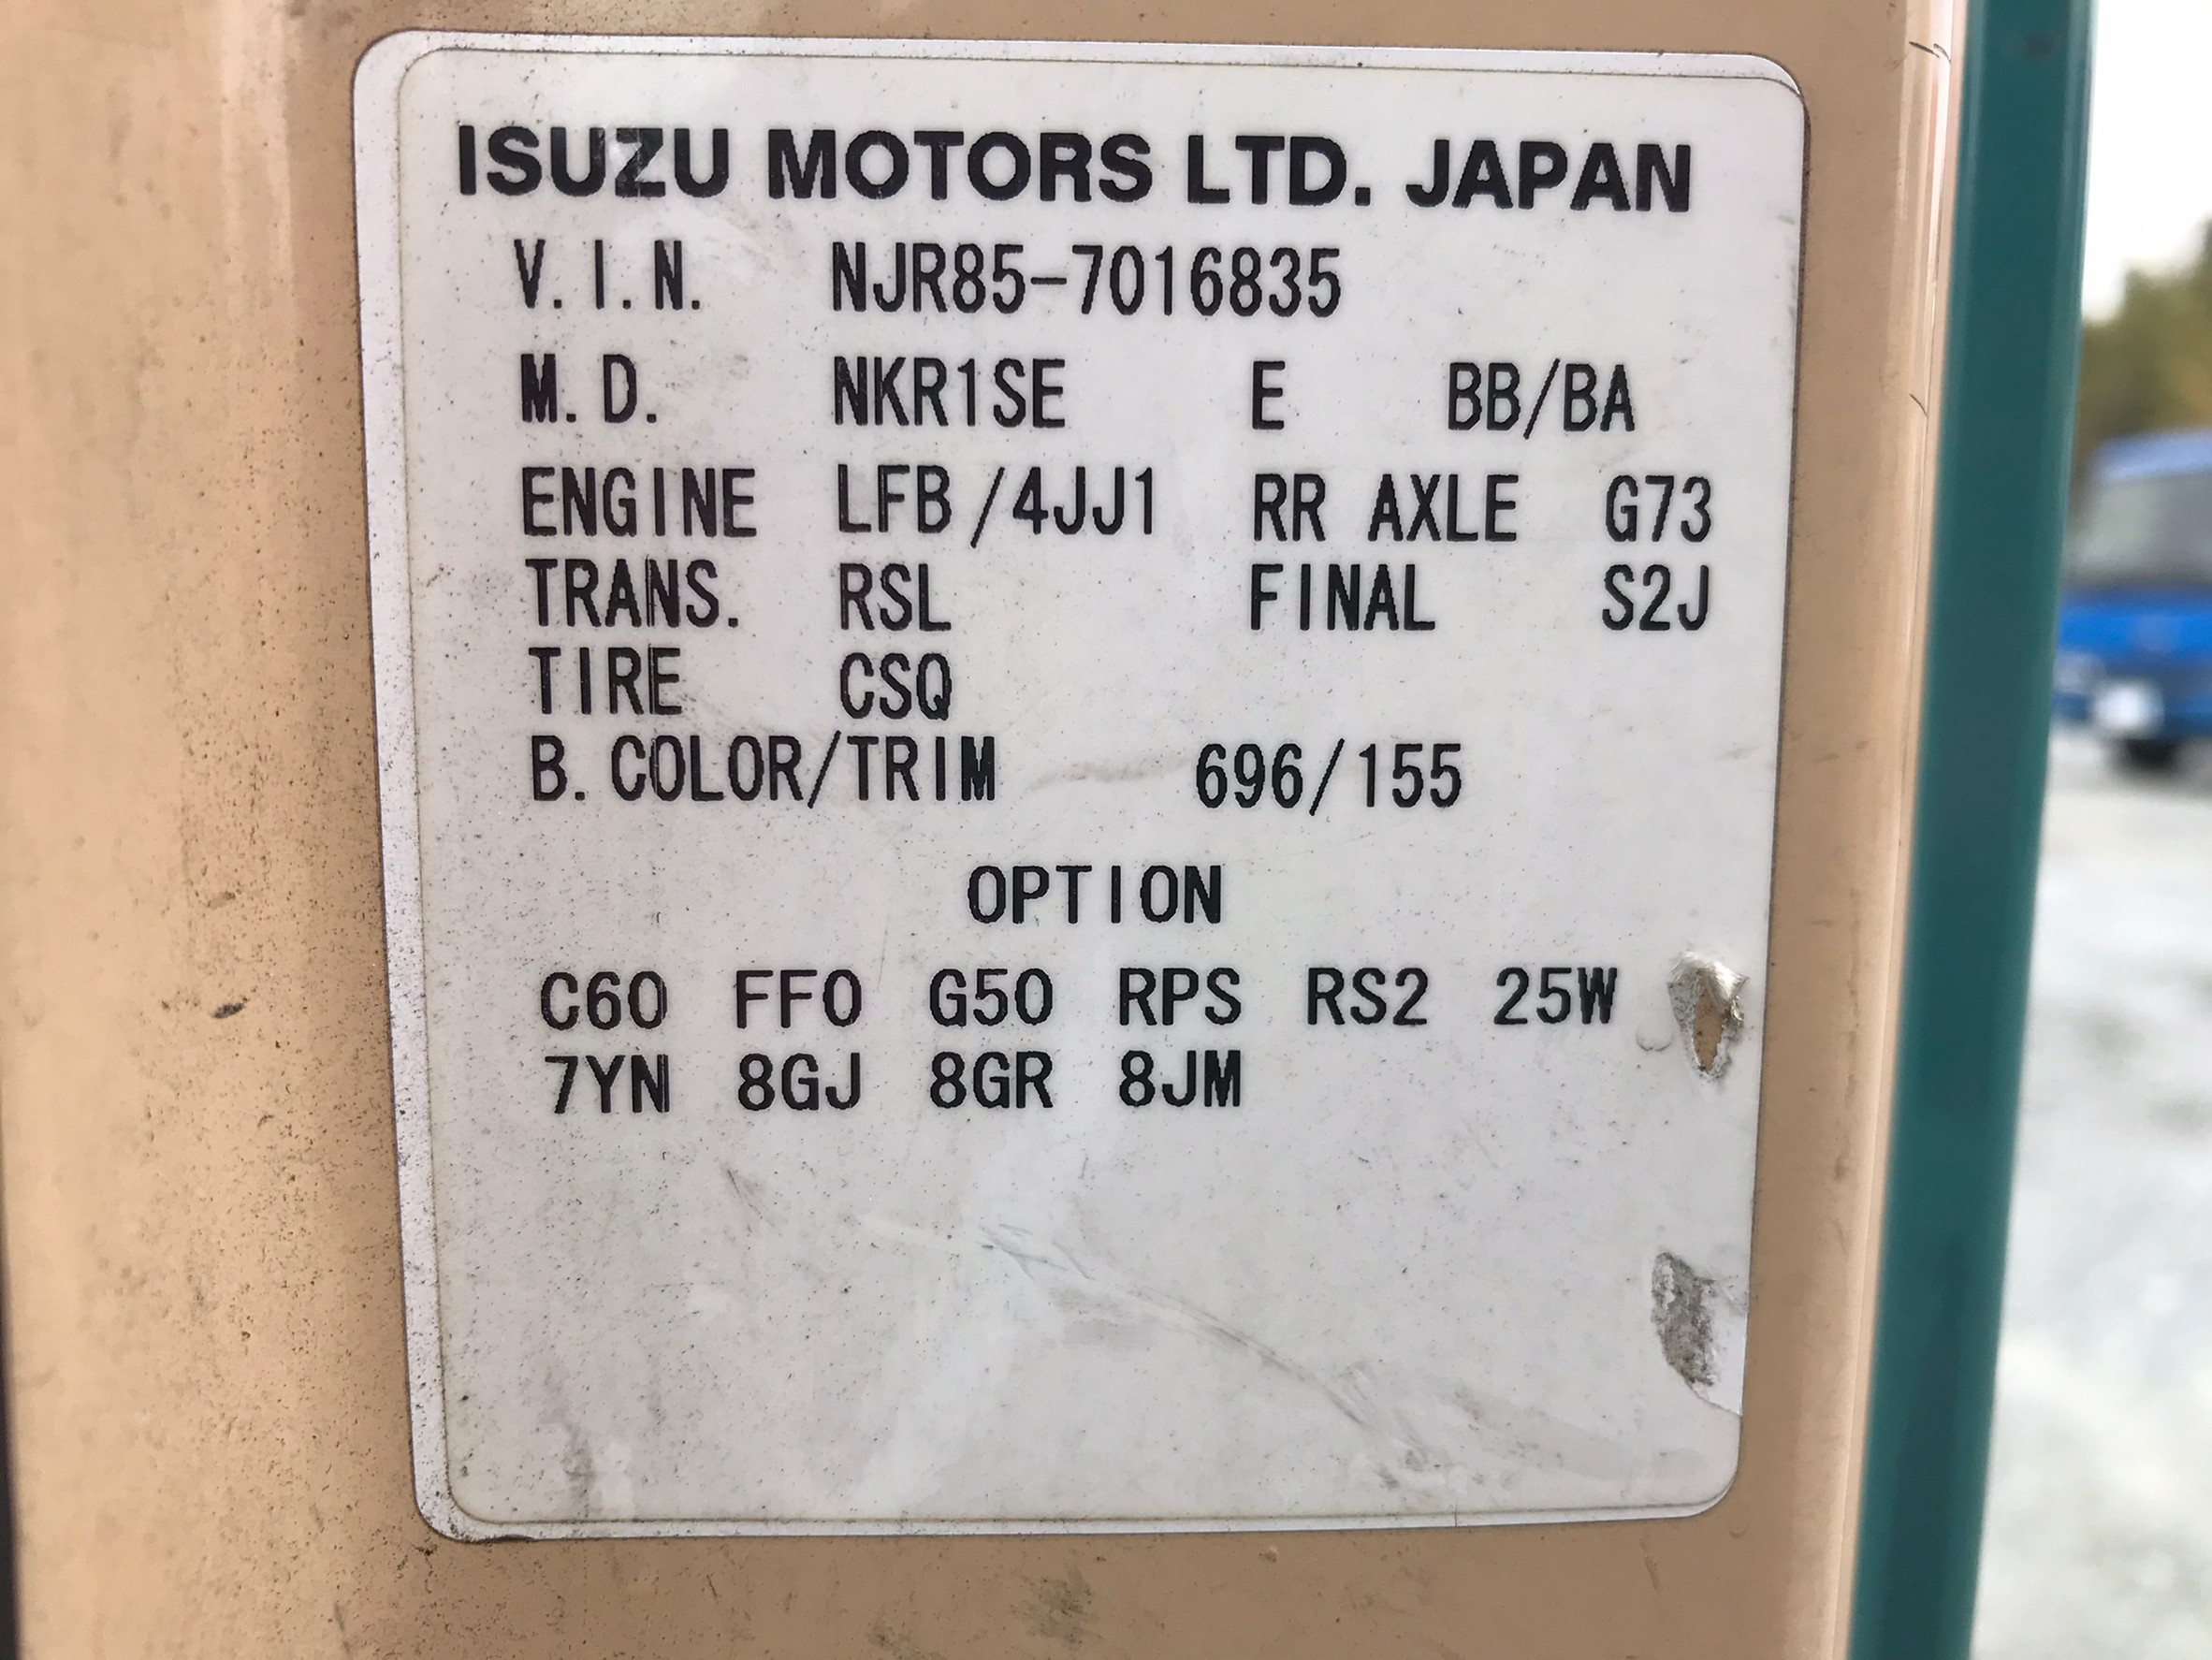 ISUZU MOTORS LTD. JAPAN
V.I.N. NJR85-7016835
M.D. NKR1SE E BB/BA
ENGINE LFB/4JJ1 RR AXLE G73
TRANS. RSL FINAL S2J
TIRE CSQ
B.COLOR/TRIM 696/155
OPTION
C60 FF0 G50 RPS RS2 25W
7YN 8GJ 8GR 8JM